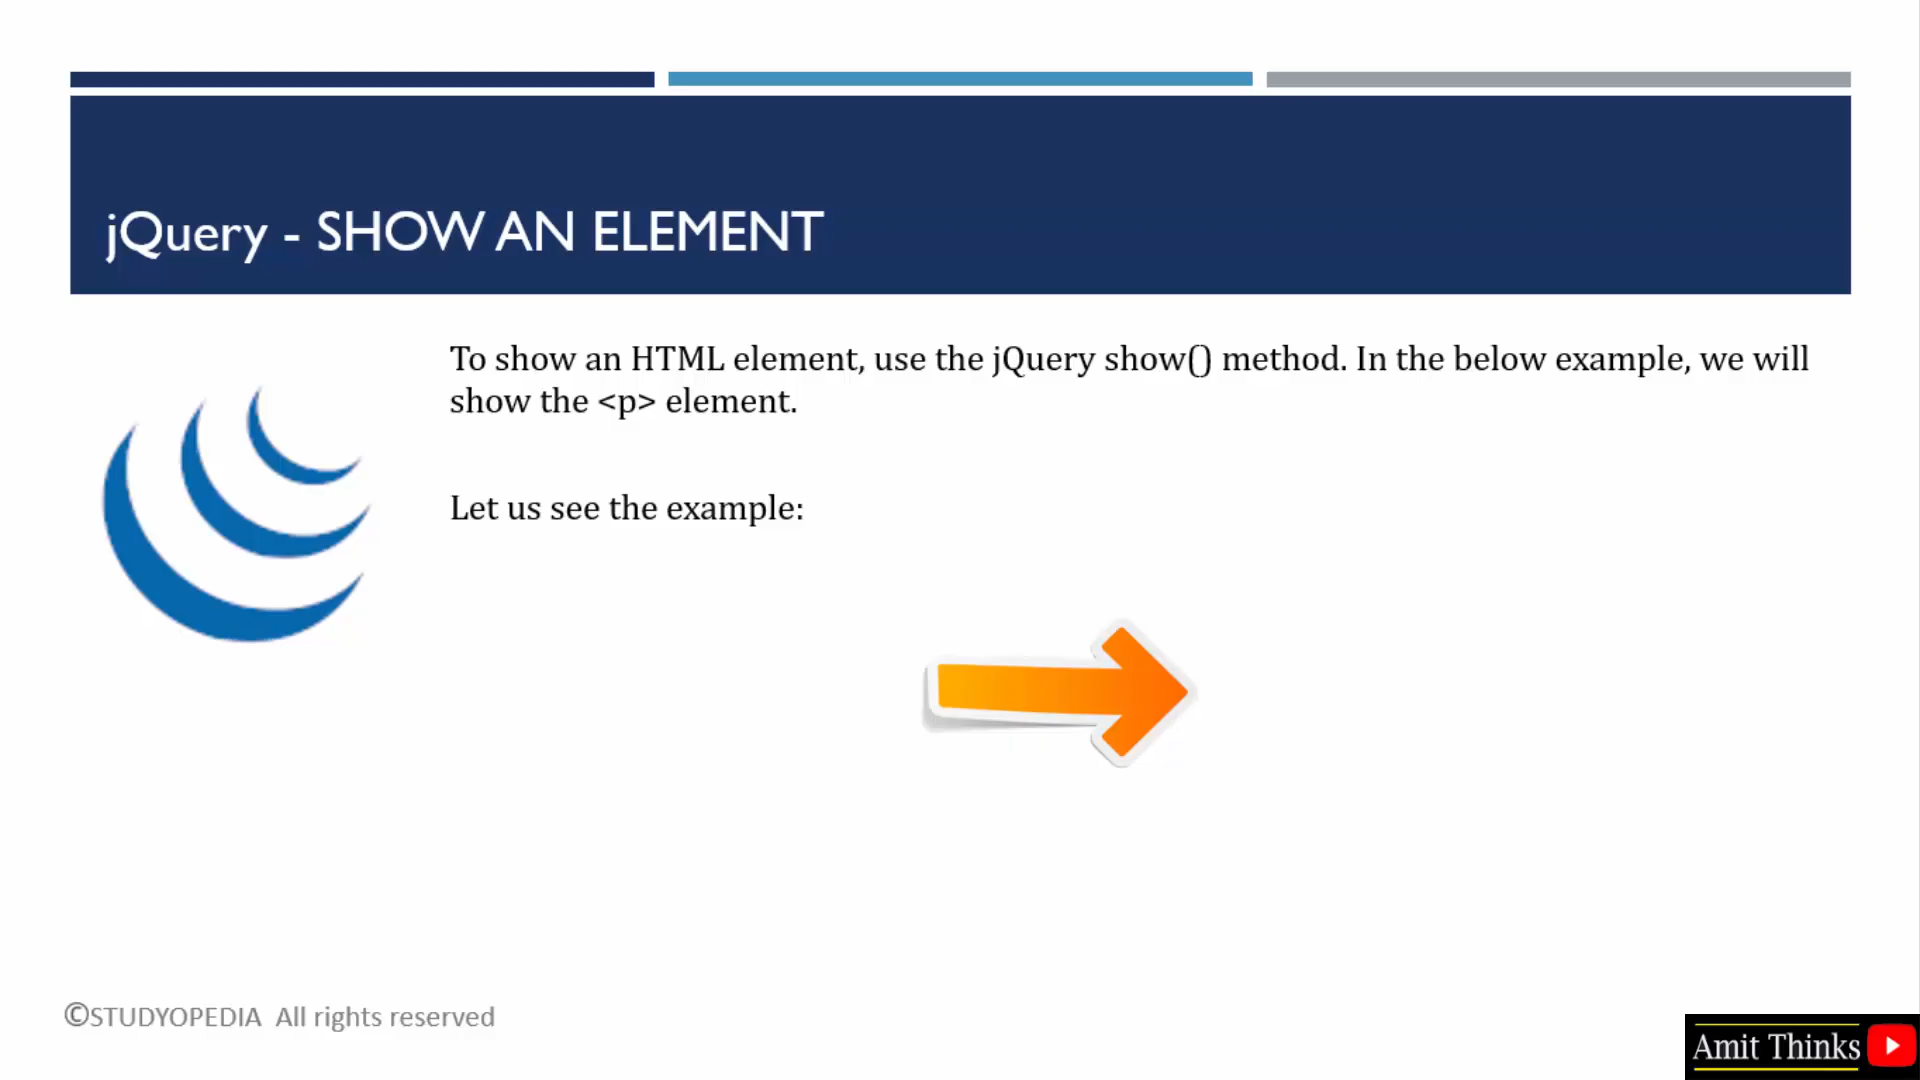 jQuery - SHOW AN ELEMENT
To show an HTML element, use the jQuery show() method. In the below example, we will
show the <p> element.
Let us see the example:
©STUDYOPEDIA All rights reserved
Amit Thinks